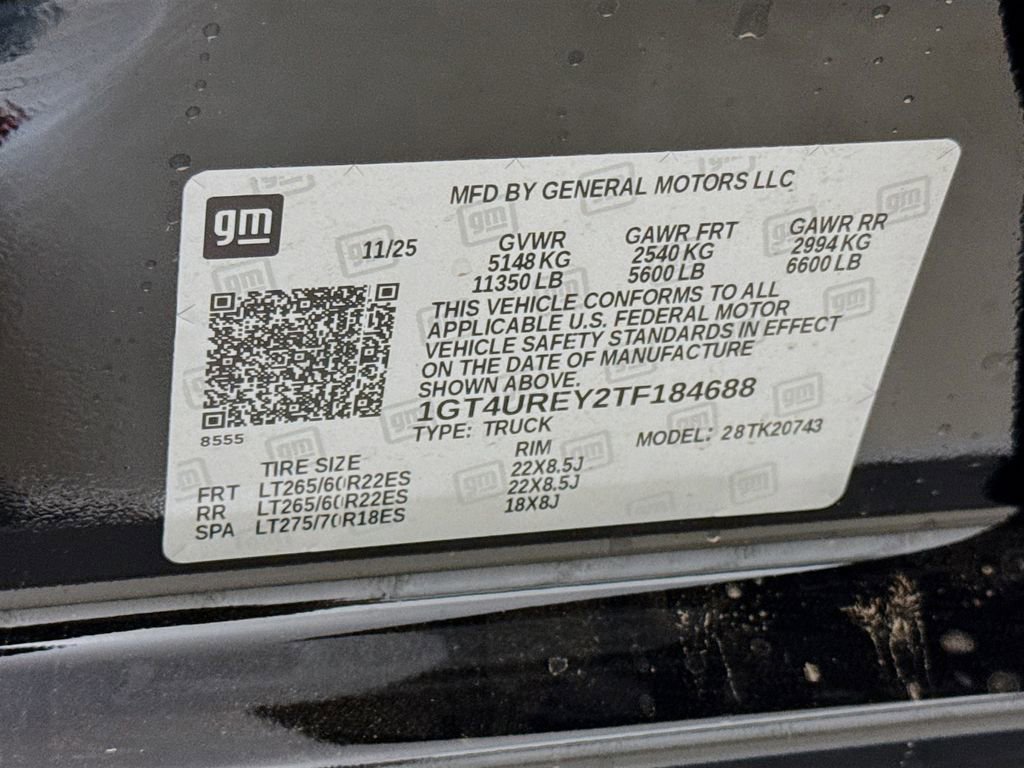 gm
MFD BY GENERAL MOTORS LLC
11/25
GVWR GAWR FRT GAWR RR
5148 KG 2540 KG 2994 KG
11350 LB 5600 LB 6600 LB
THIS VEHICLE CONFORMS TO ALL
APPLICABLE U.S. FEDERAL MOTOR
VEHICLE SAFETY STANDARDS IN EFFECT
ON THE DATE OF MANUFACTURE
SHOWN ABOVE.
1GT4UREY2TF184688
8555
TYPE: TRUCK MODEL: 28TK20743
TIRE SIZE RIM
FRT LT265/60R22ES 22X8.5J
RR LT265/60R22ES 22X8.5J
SPA LT275/70R18ES 18X8J